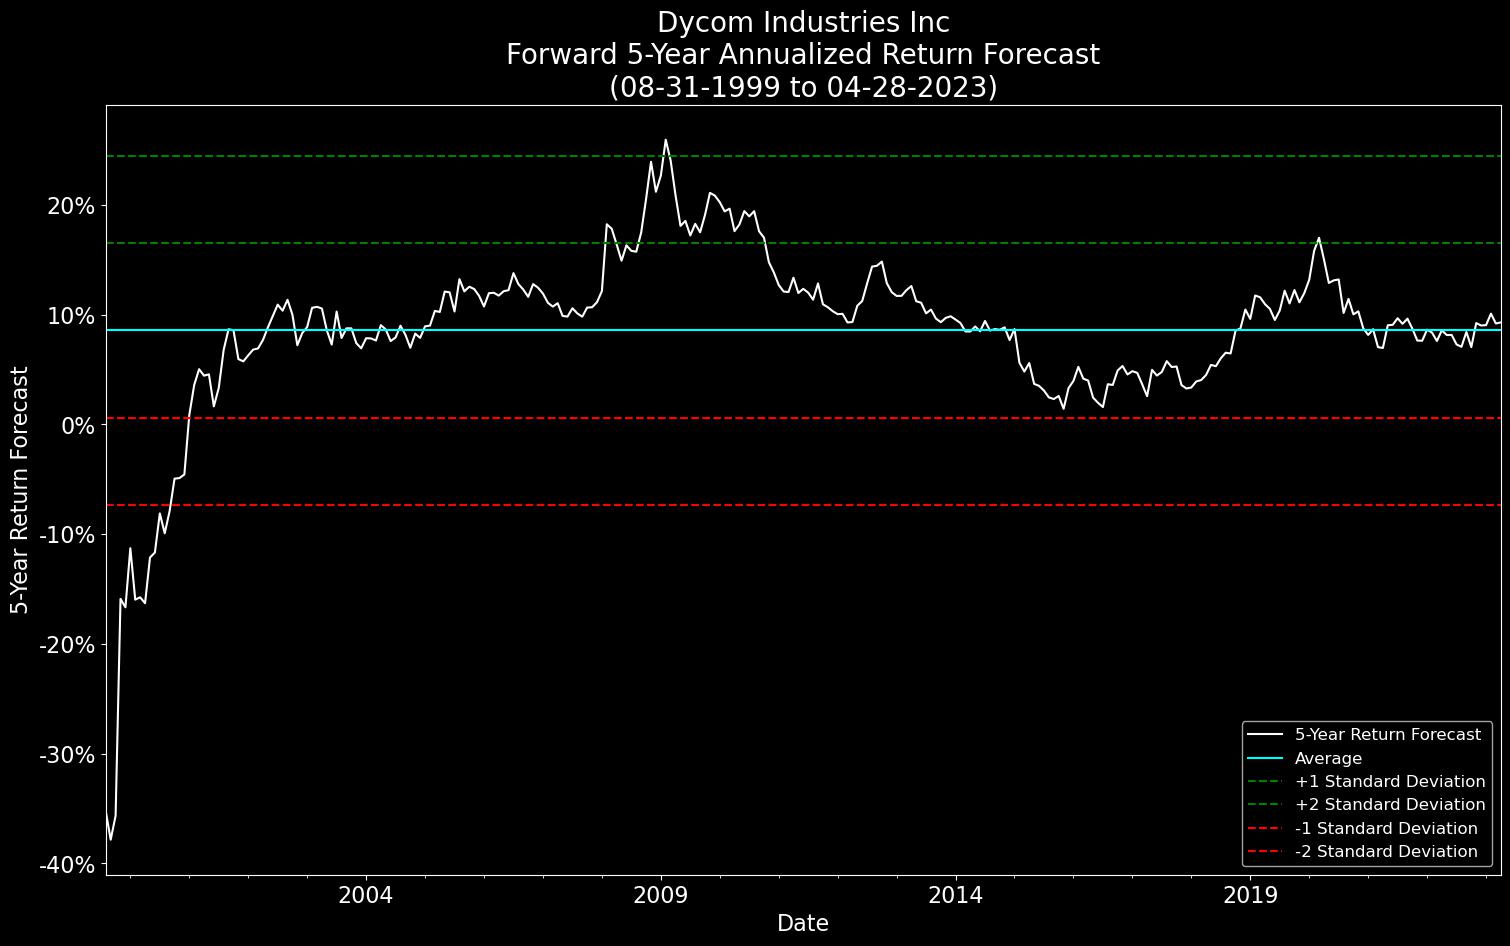 Dycom Industries Inc
Forward 5-Year Annualized Return Forecast
(08-31-1999 to 04-28-2023)
5-Year Return Forecast
20%
10%
0%
-10%
-20%
-30%
-40%
5-Year Return Forecast
Average
+1 Standard Deviation
+2 Standard Deviation
-1 Standard Deviation
-2 Standard Deviation
2004
2009
2014
2019
Date